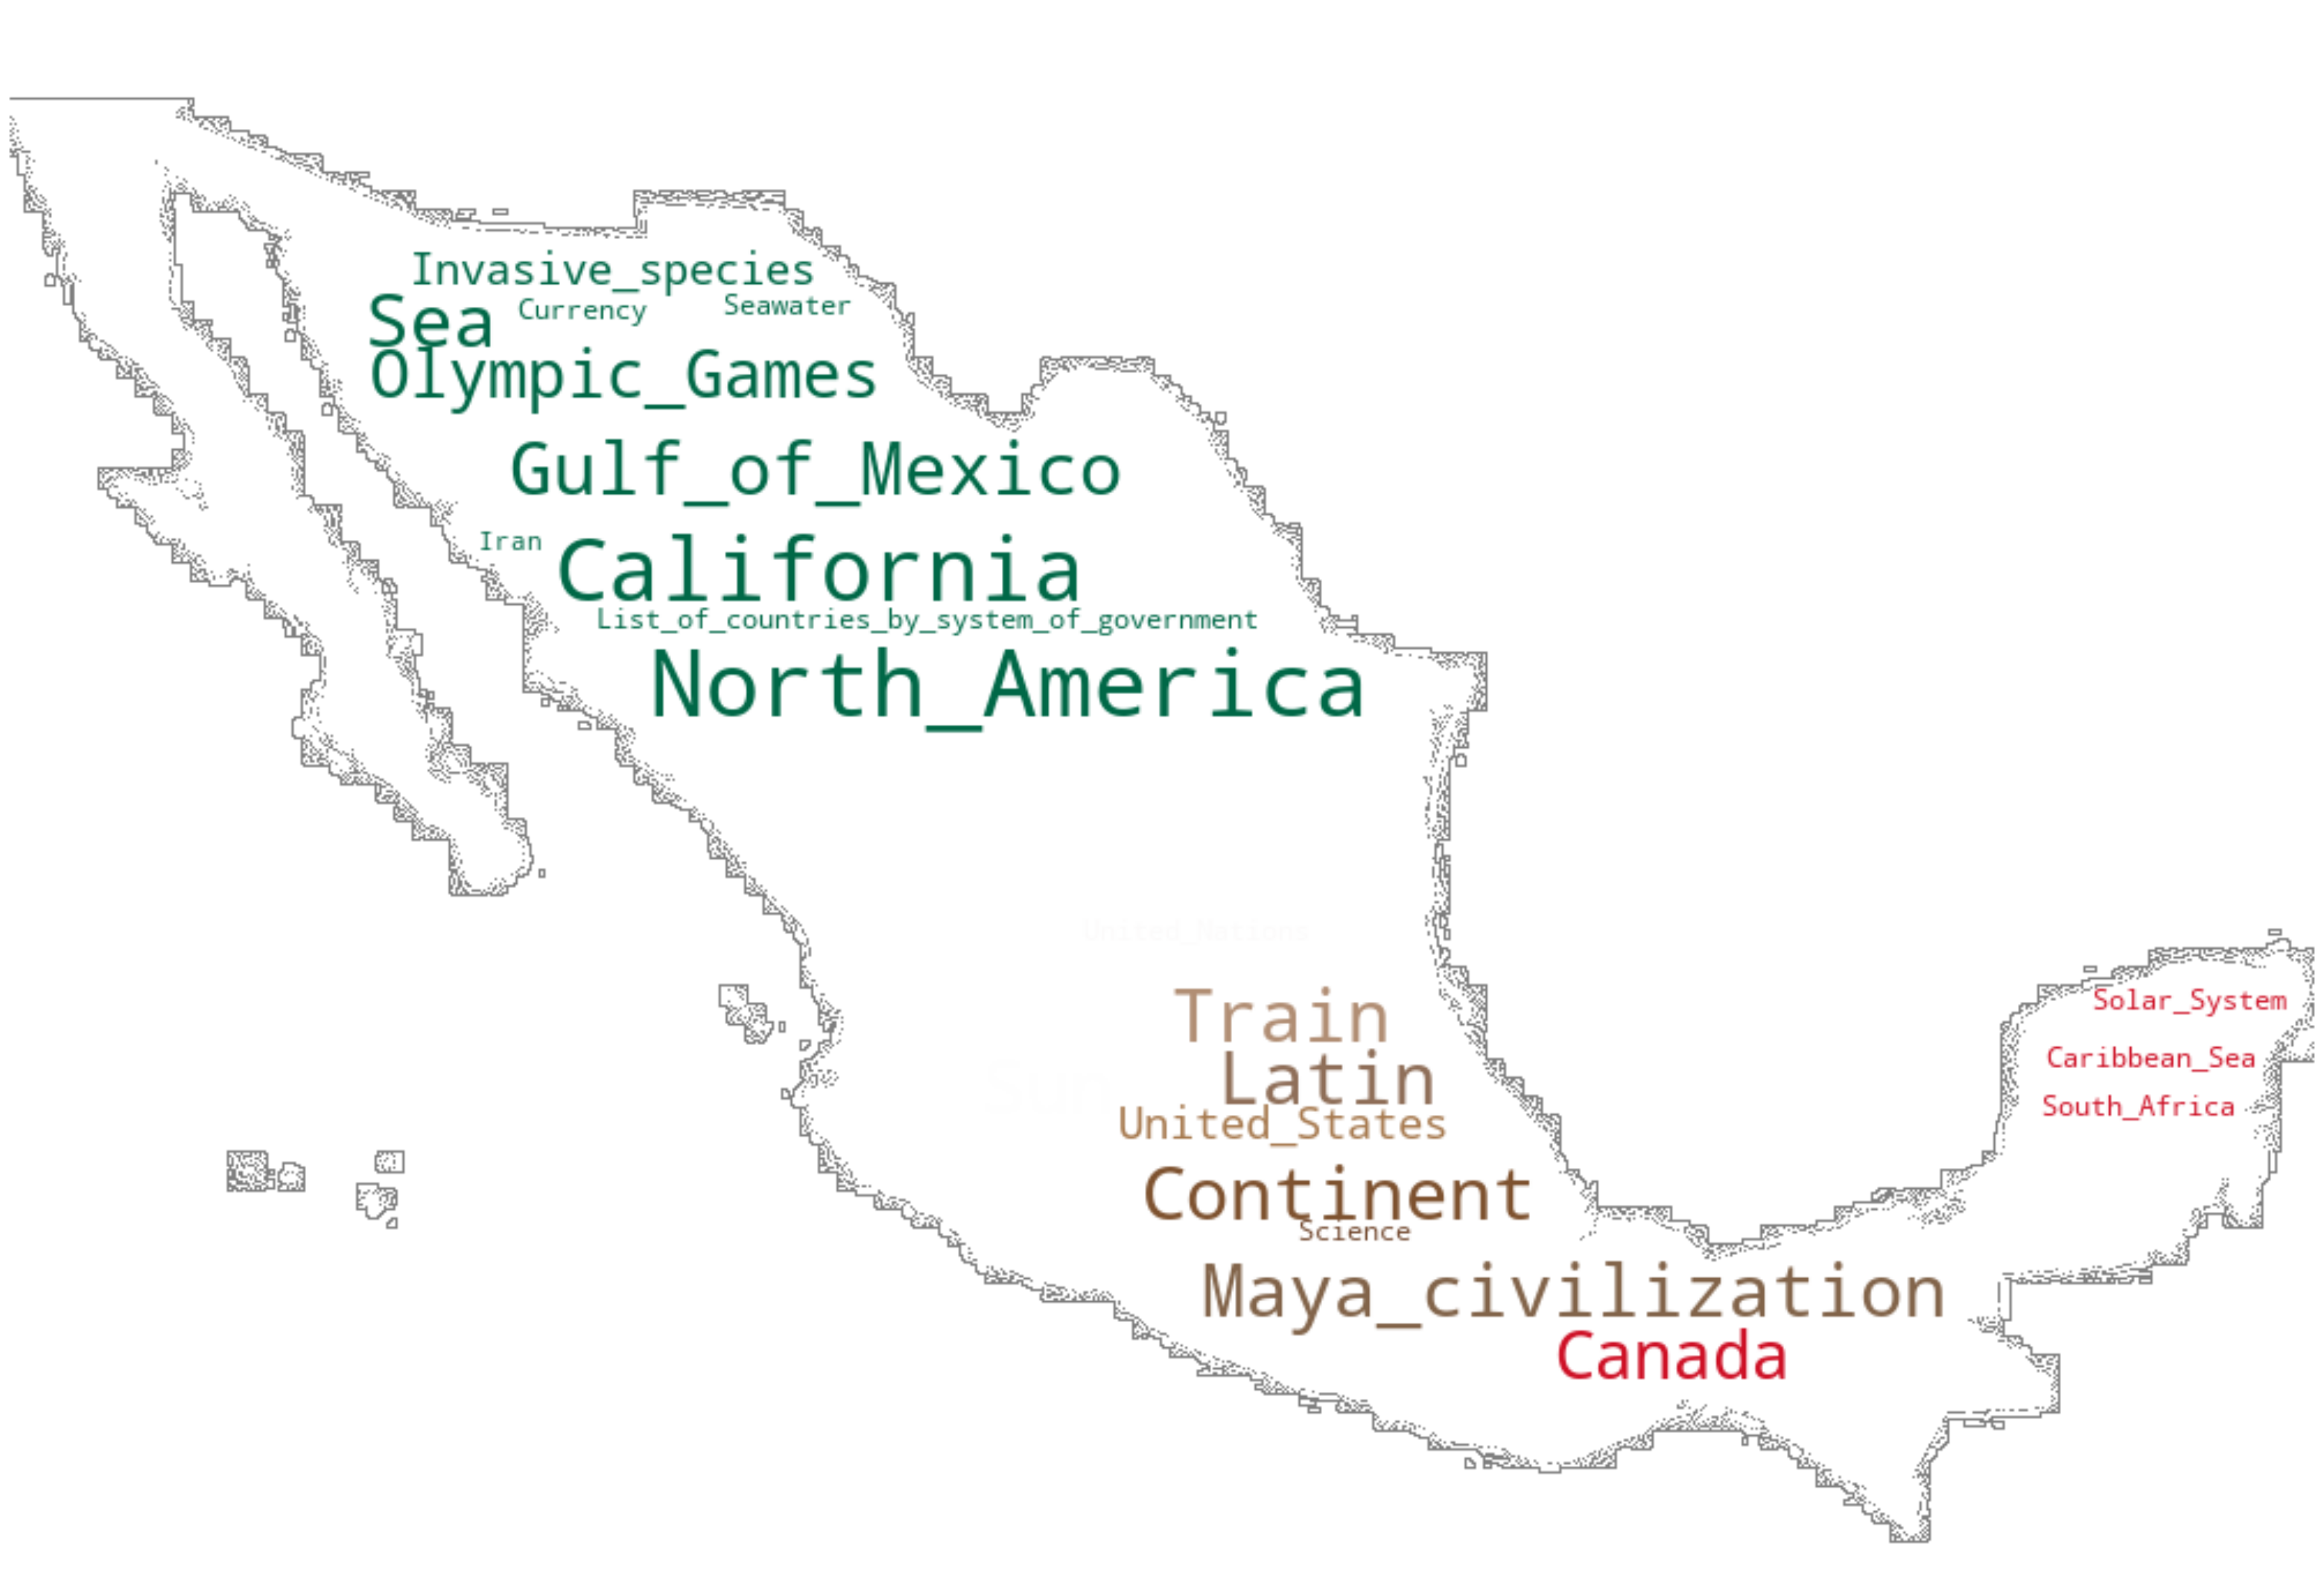 Invasive_species
Sea Currency Seawater
Olympic_Games
Gulf_of_Mexico
Iran California
List_of_countries_by_system_of_government
North_America
United_Nations
Train
Solar_System
Latin
Caribbean_Sea
United_States
South_Africa
Continent
Science
Maya_civilization
Canada